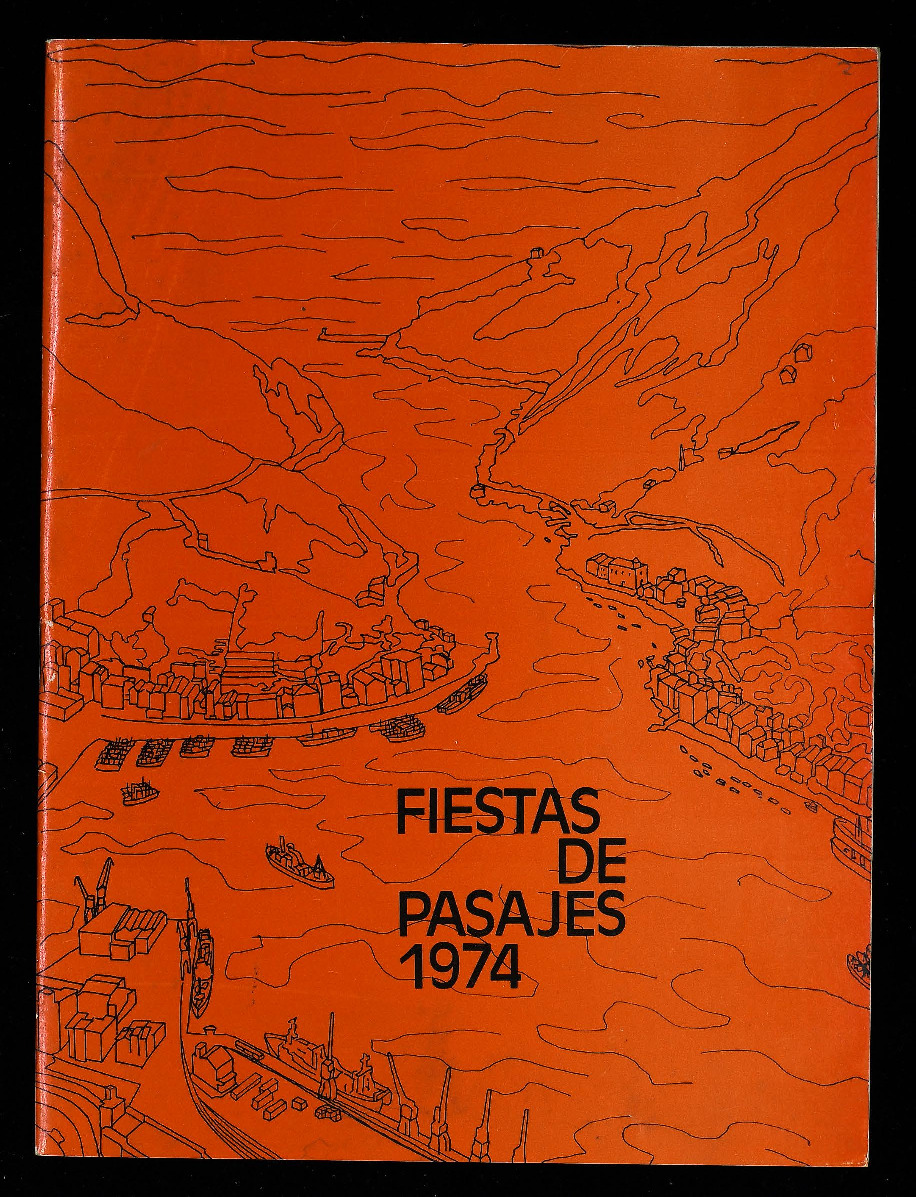 FIESTAS
DE
PASAJES
1974